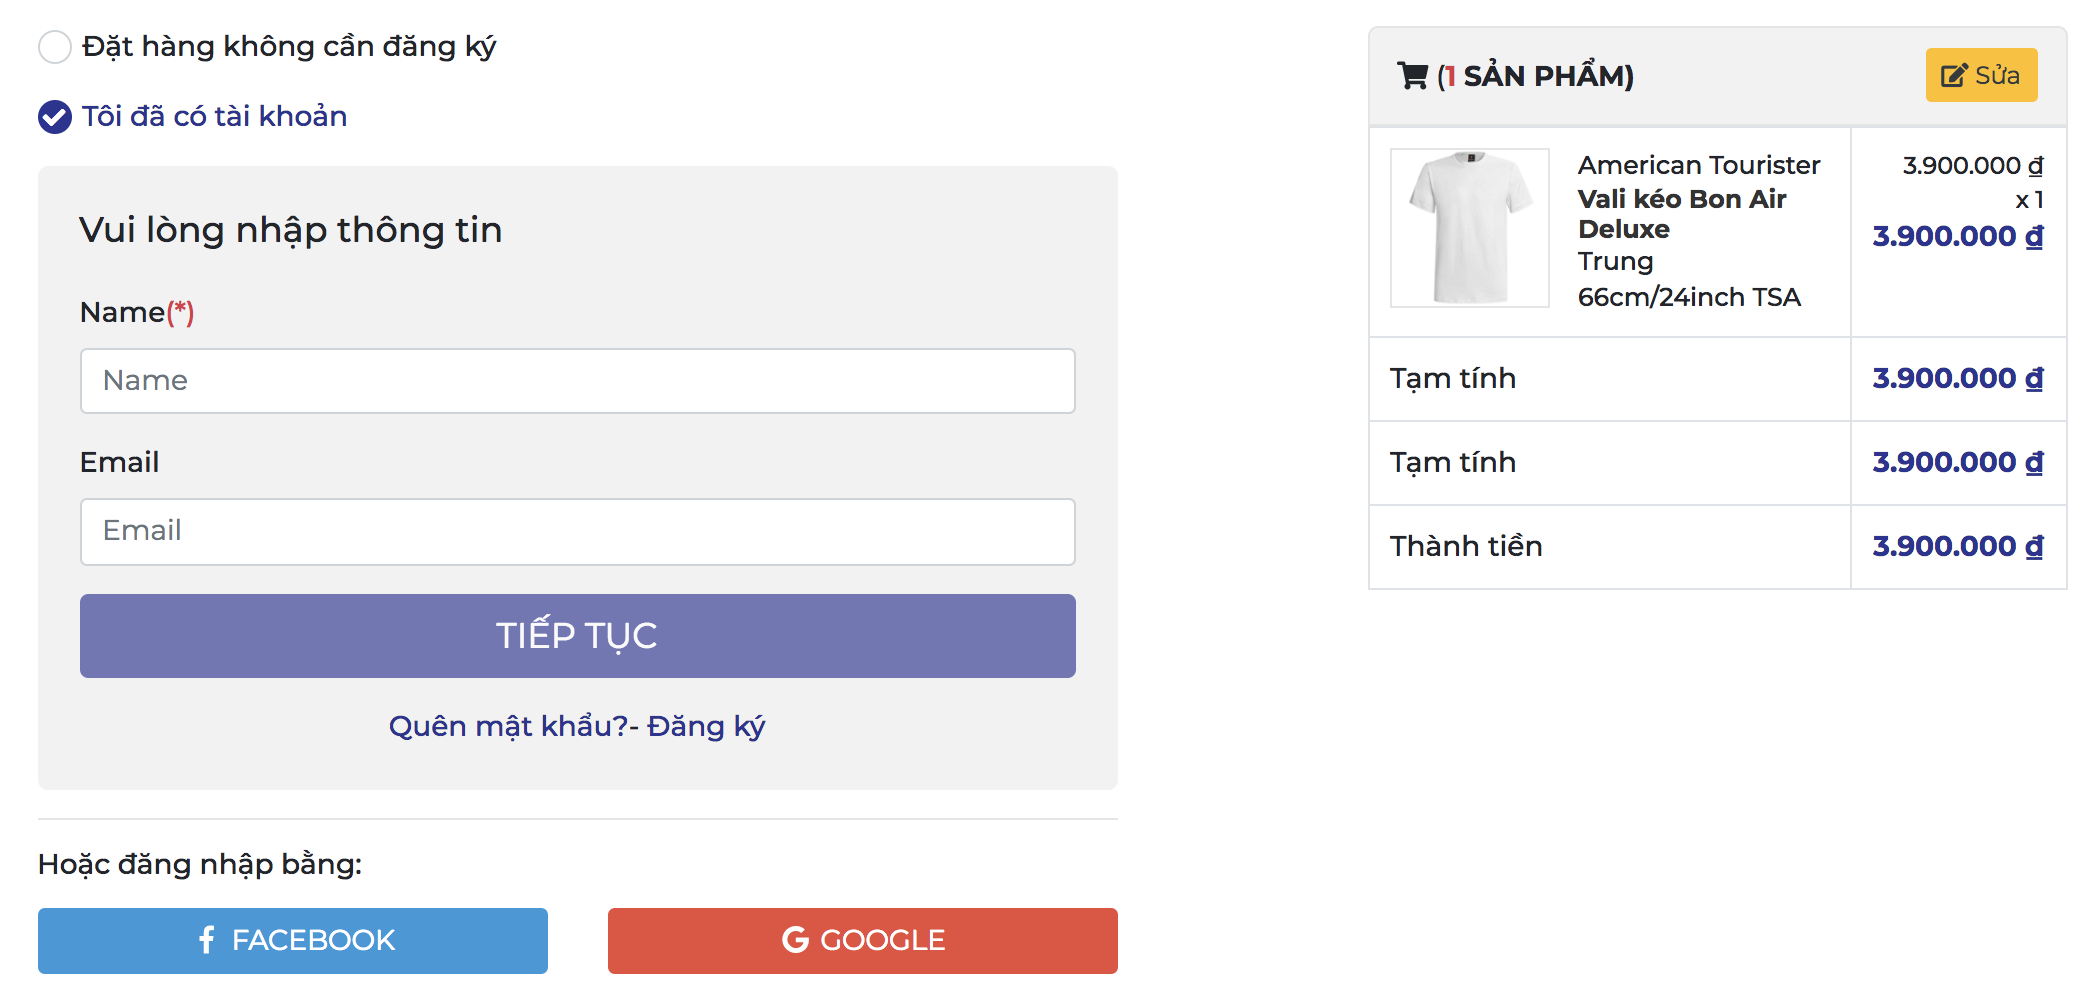 Đặt hàng không cần đăng ký
Tôi đã có tài khoản
Vui lòng nhập thông tin
Name(*)
Name
Email
Email
TIẾP TỤC
Quên mật khẩu?- Đăng ký
Hoặc đăng nhập bằng:
FACEBOOK
GOOGLE
(1 SẢN PHẨM)
Sửa
American Tourister
Vali kéo Bon Air
Deluxe
Trung
66cm/24inch TSA
3.900.000 ₫
x 1
3.900.000 ₫
Tạm tính
3.900.000 ₫
Tạm tính
3.900.000 ₫
Thành tiền
3.900.000 ₫